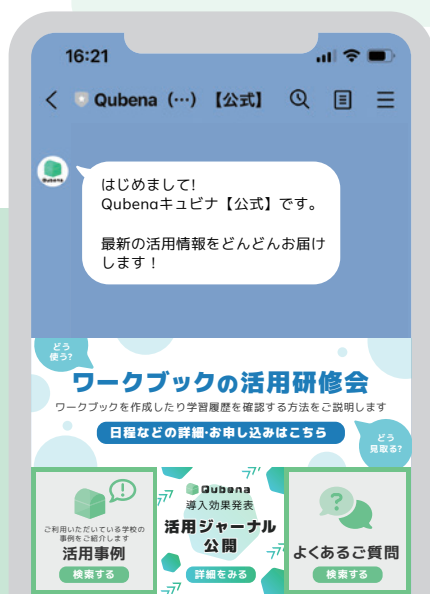 16:21
Qubena（…）【公式】
Qubena
はじめまして!
Qubenaキュビナ【公式】です。
最新の活用情報をどんどんお届け
します！
どう
使う?
ワークブックの活用研修会
ワークブックを作成したり学習履歴を確認する方法をご説明します
日程などの詳細・お申し込みはこちら
どう
見取る?
ご利用いただいている学校の
事例をご紹介します
活用事例
検索する
Qubena
導入効果発表
活用ジャーナル
公開
詳細をみる
よくあるご質問
検索する